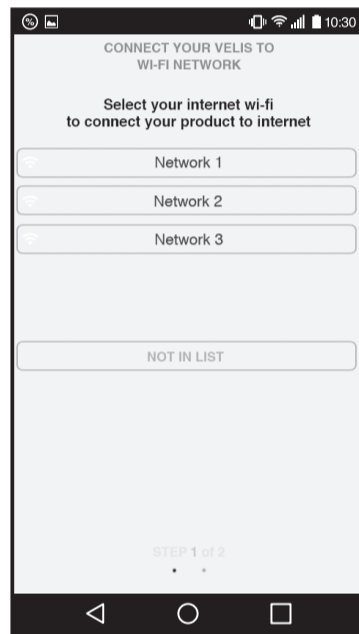 10:30
CONNECT YOUR VELIS TO
WI-FI NETWORK
Select your internet wi-fi
to connect your product to internet
Network 1
Network 2
Network 3
NOT IN LIST
STEP 1 of 2